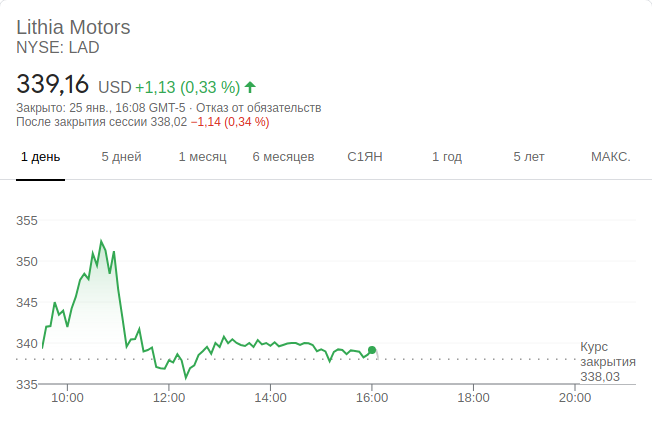 Lithia Motors
NYSE: LAD
339,16 USD +1,13 (0,33 %)
Закрыто: 25 янв., 16:08 GMT-5 · Отказ от обязательств
После закрытия сессии 338,02 −1,14 (0,34 %)
1 день 5 дней 1 месяц 6 месяцев С1ЯН 1 год 5 лет МАКС.
355
350
345
340
335
Курс
закрытия
338,03
10:00 12:00 14:00 16:00 18:00 20:00